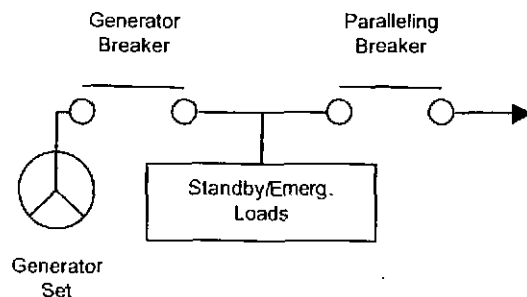 Generator
Breaker
Paralleling
Breaker
Standby/Emerg.
Loads
Generator
Set